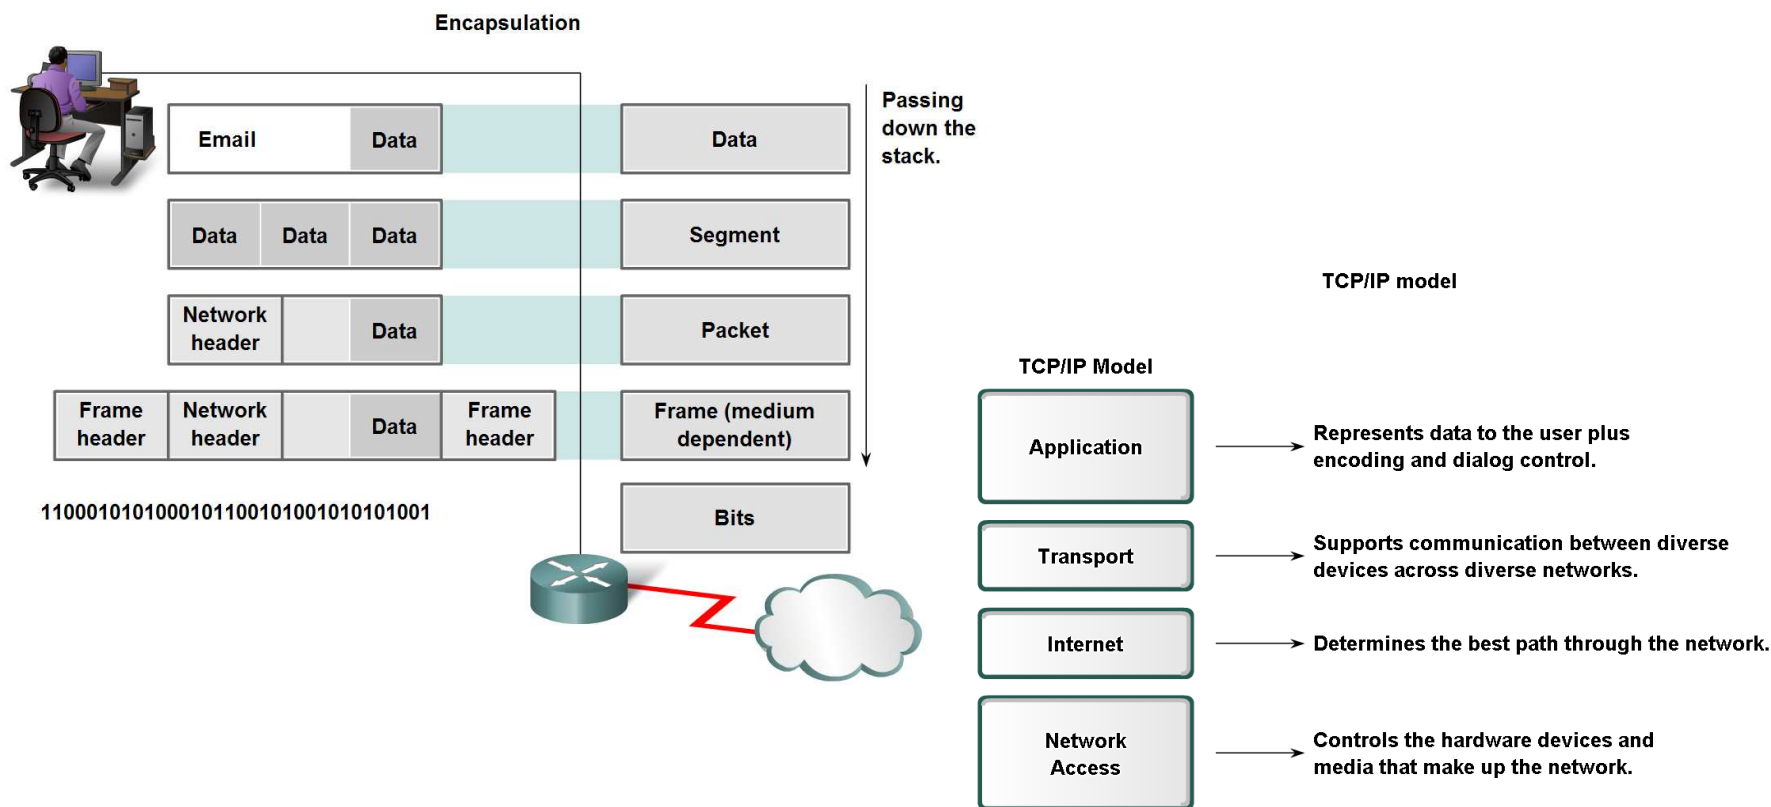 Encapsulation
Email
Data
Data
Passing
down the
stack.
Data
Data
Data
Segment
Network
header
Data
Packet
Frame
header
Network
header
Data
Frame
header
Frame (medium
dependent)
110001010100010110010100101010101001
Bits
TCP/IP model
TCP/IP Model
Application
Represents data to the user plus
encoding and dialog control.
Transport
Supports communication between diverse
devices across diverse networks.
Internet
Determines the best path through the network.
Network
Access
Controls the hardware devices and
media that make up the network.